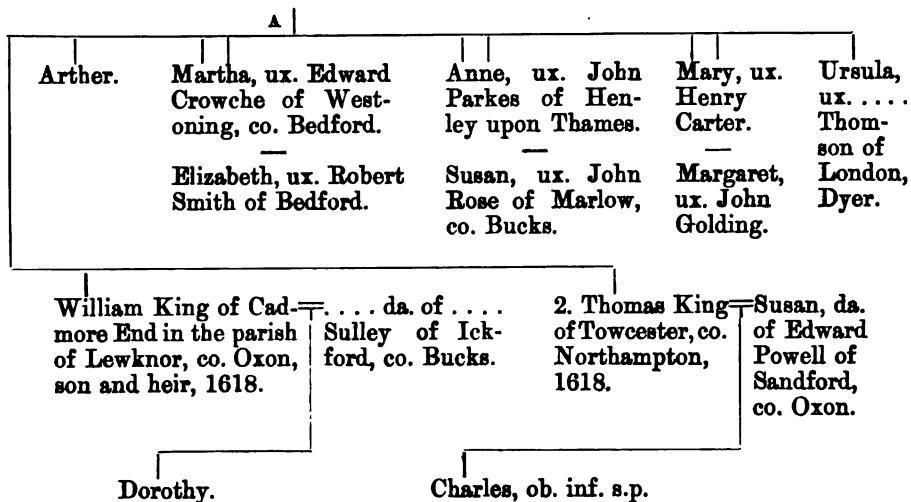 A
Arther.
Martha, ux. Edward
Crowche of West-
oning, co. Bedford.
—
Elizabeth, ux. Robert
Smith of Bedford.
Anne, ux. John
Parkes of Hen-
ley upon Thames.
—
Susan, ux. John
Rose of Marlow,
co. Bucks.
Mary, ux.
Henry
Carter.
—
Margaret,
ux. John
Golding.
Ursula,
ux. . . . .
Thom-
son of
London,
Dyer.
William King of Cad-
more End in the parish
of Lewknor, co. Oxon,
son and heir, 1618.
. . . . da. of . . . .
Sulley of Ick-
ford, co. Bucks.
2. Thomas King
of Towcester, co.
Northampton,
1618.
Susan, da.
of Edward
Powell of
Sandford,
co. Oxon.
Dorothy.
Charles, ob. inf. s.p.